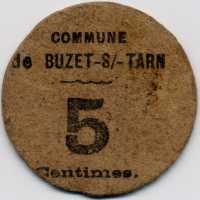 COMMUNE
de BUZET-S/-TARN
5
Centimes.